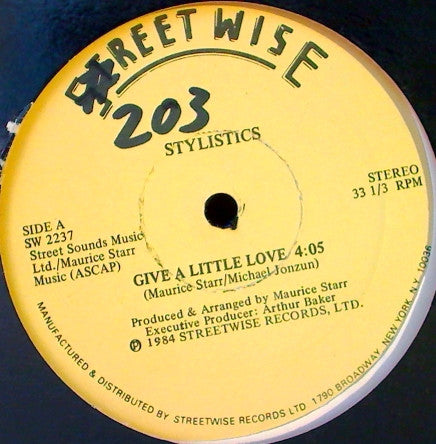 STREET WISE
#203
STYLISTICS
SIDE A
SW 2237
Street Sounds Music
Ltd./Maurice Starr
Music (ASCAP)
STEREO
33 1/3 RPM
GIVE A LITTLE LOVE 4:05
(Maurice Starr/Michael Jonzun)
Produced & Arranged by Maurice Starr
Executive Producer: Arthur Baker
℗ 1984 STREETWISE RECORDS, LTD.
MANUFACTURED & DISTRIBUTED BY STREETWISE RECORDS LTD 1790 BROADWAY, NEW YORK, N.Y. 10036